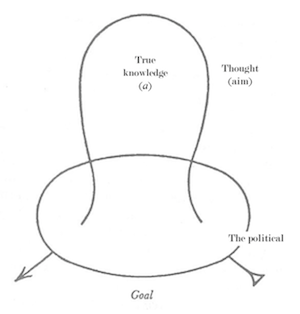 True
knowledge
(a)
Thought
(aim)
The political
Goal